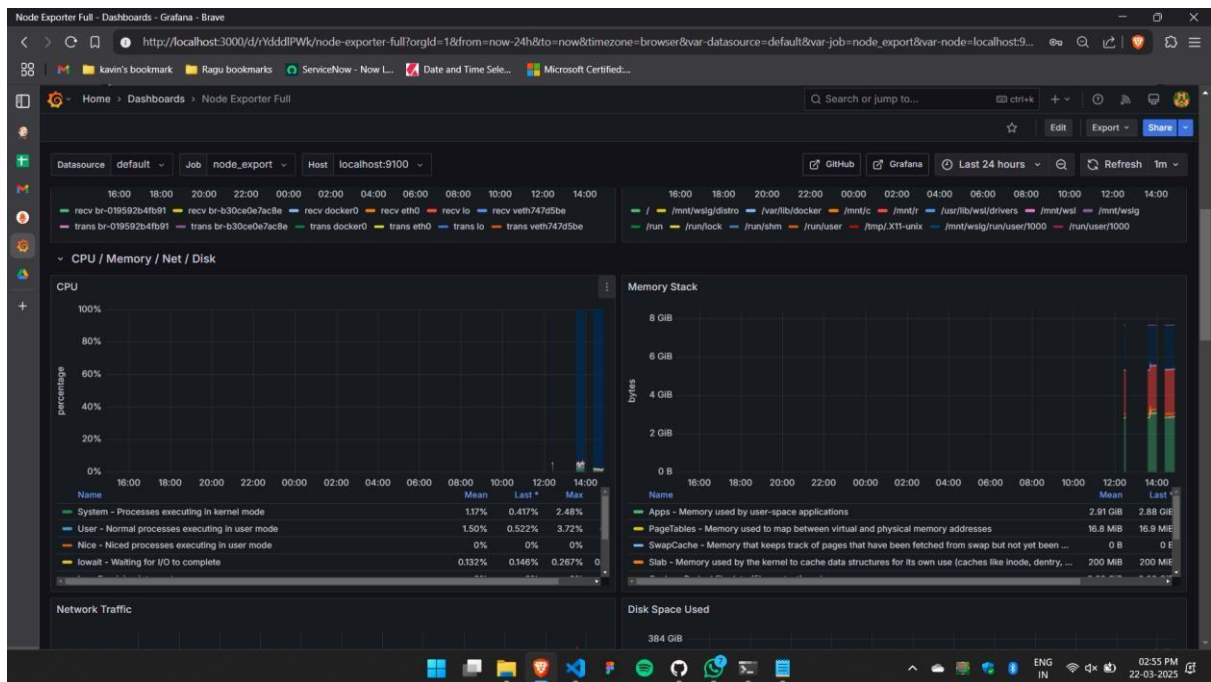 Node Exporter Full - Dashboards - Grafana - Brave
http://localhost:3000/d/rYdddlPWk/node-exporter-full?orgId=1&from=now-24h&to=now&timezone=browser&var-datasource=default&var-job=node_export&var-node=localhost:9...
kavin's bookmark Ragu bookmarks ServiceNow - Now L... Date and Time Sele... Microsoft Certified:...
Home > Dashboards > Node Exporter Full Search or jump to... ctrl+k
Edit Export Share
Datasource default Job node_export Host localhost:9100 GitHub Grafana Last 24 hours Refresh 1m
16:00 18:00 20:00 22:00 00:00 02:00 04:00 06:00 08:00 10:00 12:00 14:00
recv br-019592b4fb91 recv br-b30ce0e7ac8e recv docker0 recv eth0 recv lo recv veth747d5be
trans br-019592b4fb91 trans br-b30ce0e7ac8e trans docker0 trans eth0 trans lo trans veth747d5be
16:00 18:00 20:00 22:00 00:00 02:00 04:00 06:00 08:00 10:00 12:00 14:00
/ /mnt/wslg/distro /var/lib/docker /mnt/c /mnt/r /usr/lib/wsl/drivers /mnt/wsl /mnt/wslg
/run /run/lock /run/shm /run/user /tmp/.X11-unix /mnt/wslg/run/user/1000 /run/user/1000
CPU / Memory / Net / Disk
CPU
100%
80%
60%
40%
20%
0%
percentage
16:00 18:00 20:00 22:00 00:00 02:00 04:00 06:00 08:00 10:00 12:00 14:00
Name Mean Last * Max
System - Processes executing in kernel mode 1.17% 0.417% 2.48%
User - Normal processes executing in user mode 1.50% 0.522% 3.72%
Nice - Niced processes executing in user mode 0% 0% 0%
Iowait - Waiting for I/O to complete 0.132% 0.146% 0.267% 0
Memory Stack
8 GiB
6 GiB
4 GiB
2 GiB
0 B
bytes
16:00 18:00 20:00 22:00 00:00 02:00 04:00 06:00 08:00 10:00 12:00 14:00
Name Mean Last *
Apps - Memory used by user-space applications 2.91 GiB 2.88 GiB
PageTables - Memory used to map between virtual and physical memory addresses 16.8 MiB 16.9 MiB
SwapCache - Memory that keeps track of pages that have been fetched from swap but not yet been ... 0 B 0 B
Slab - Memory used by the kernel to cache data structures for its own use (caches like inode, dentry, ... 200 MiB 200 MiB
Network Traffic
Disk Space Used
384 GiB
7
ENG
IN
02:55 PM
22-03-2025